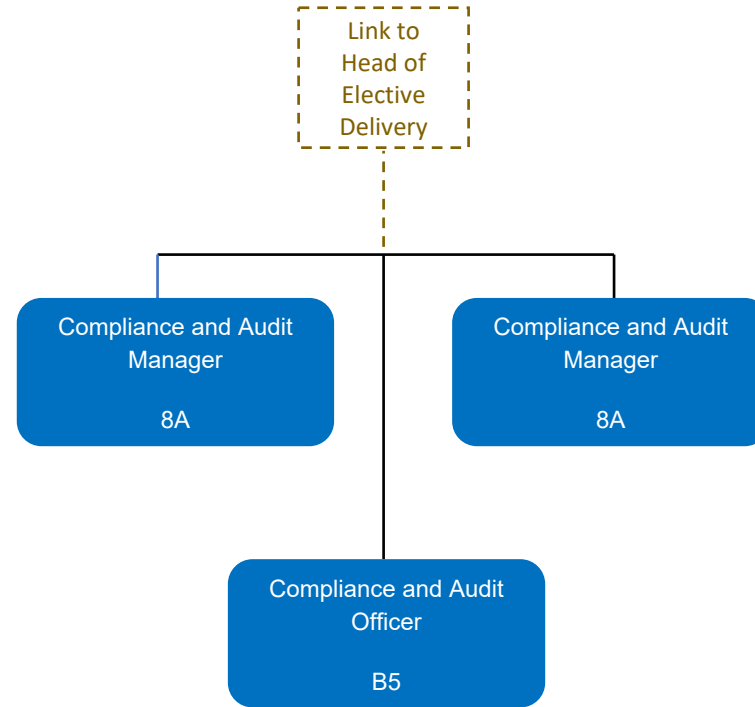 Link to
Head of
Elective
Delivery
Compliance and Audit
Manager
8A
Compliance and Audit
Manager
8A
Compliance and Audit
Officer
B5